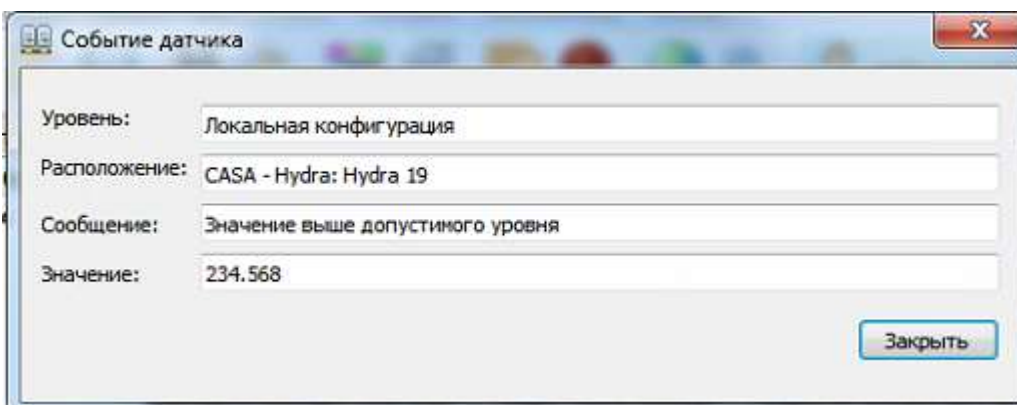 Событие датчика
Уровень: Локальная конфигурация
Расположение: CASA - Hydra: Hydra 19
Сообщение: Значение выше допустимого уровня
Значение: 234.568
Закрыть